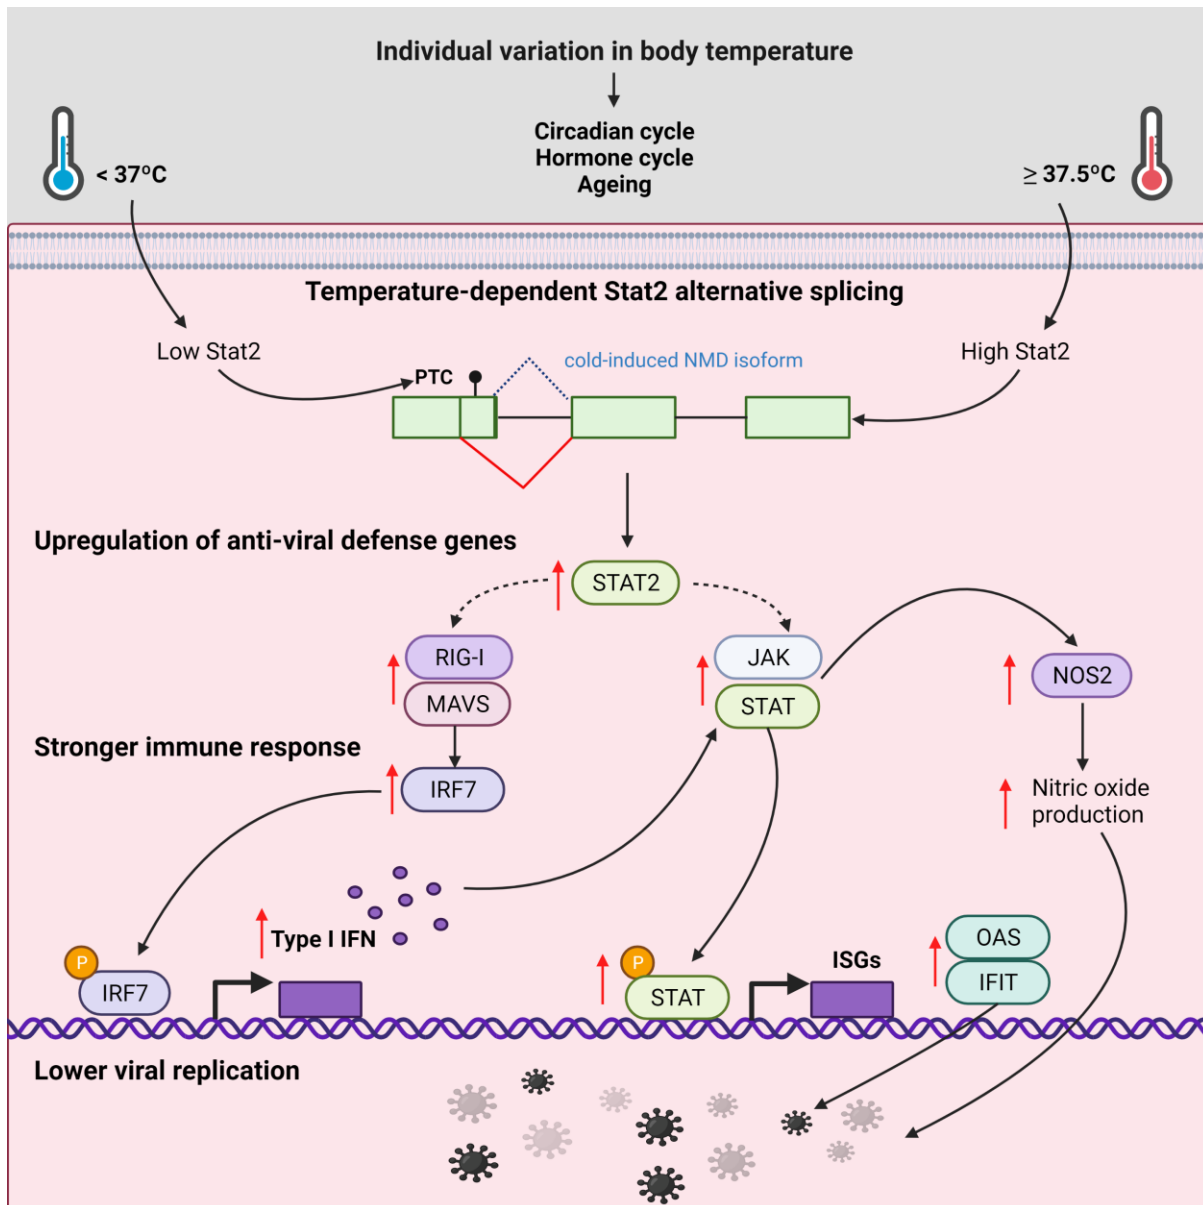 Individual variation in body temperature
Circadian cycle
Hormone cycle
Ageing
< 37ºC
≥ 37.5ºC
Temperature-dependent Stat2 alternative splicing
Low Stat2
High Stat2
cold-induced NMD isoform
PTC
Upregulation of anti-viral defense genes
STAT2
RIG-I
MAVS
JAK
STAT
NOS2
Stronger immune response
IRF7
Nitric oxide
production
Type I IFN
P
IRF7
P
STAT
ISGs
OAS
IFIT
Lower viral replication